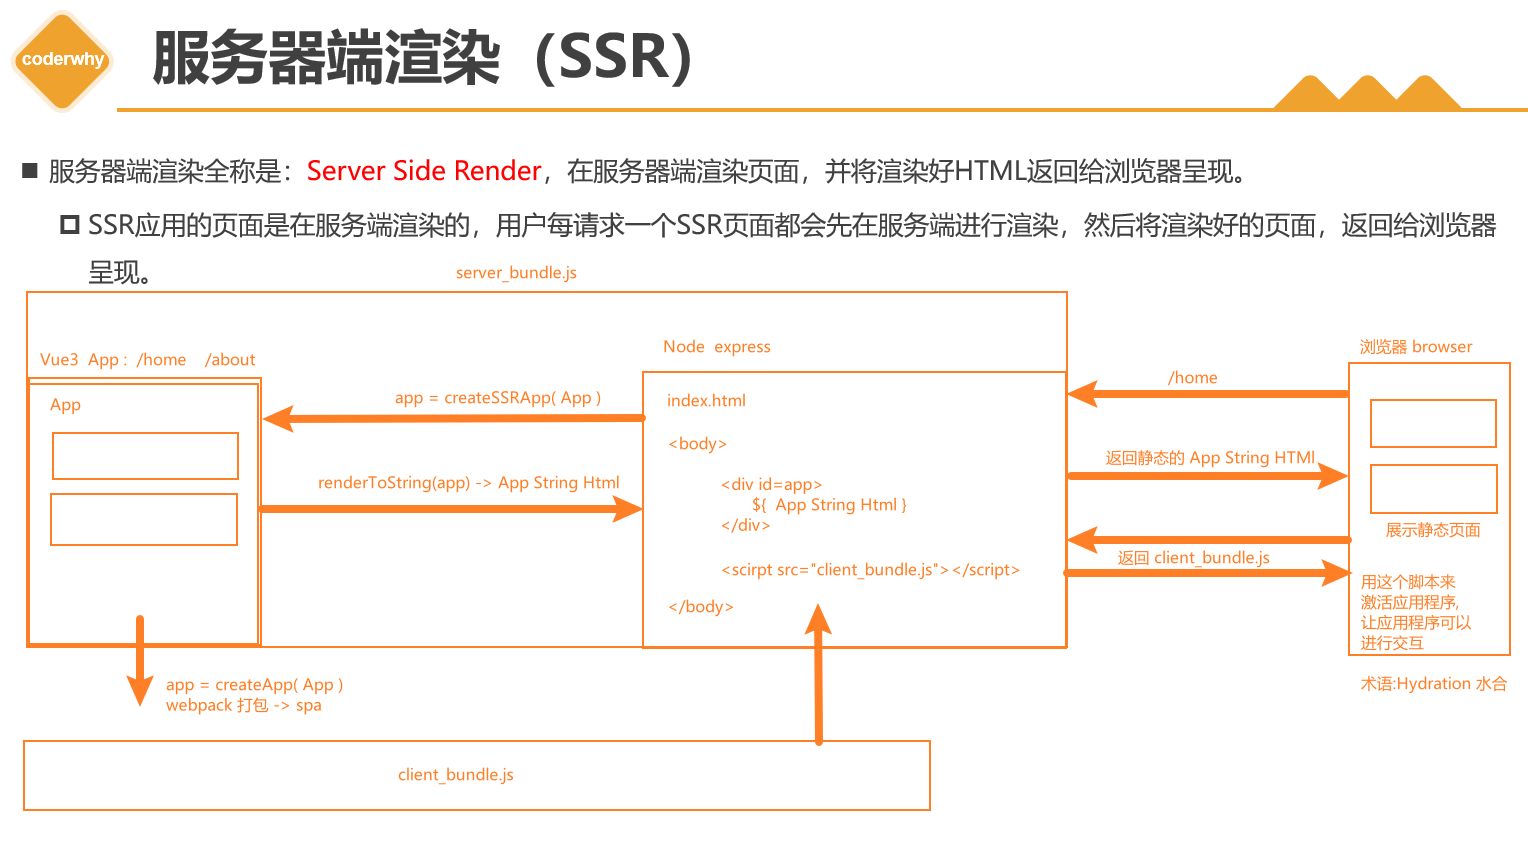 coderwhy
服务器端渲染（SSR）
服务器端渲染全称是：Server Side Render，在服务器端渲染页面，并将渲染好HTML返回给浏览器呈现。
SSR应用的页面是在服务端渲染的，用户每请求一个SSR页面都会先在服务端进行渲染，然后将渲染好的页面，返回给浏览器
呈现。
server_bundle.js
Vue3 App : /home /about
App
app = createSSRApp( App )
renderToString(app) -> App String Html
Node express
index.html
<body>
<div id=app>
${ App String Html }
</div>
<scirpt src="client_bundle.js"></script>
</body>
浏览器 browser
/home
返回静态的 App String HTMl
展示静态页面
返回 client_bundle.js
用这个脚本来
激活应用程序,
让应用程序可以
进行交互
术语:Hydration 水合
app = createApp( App )
webpack 打包 -> spa
client_bundle.js